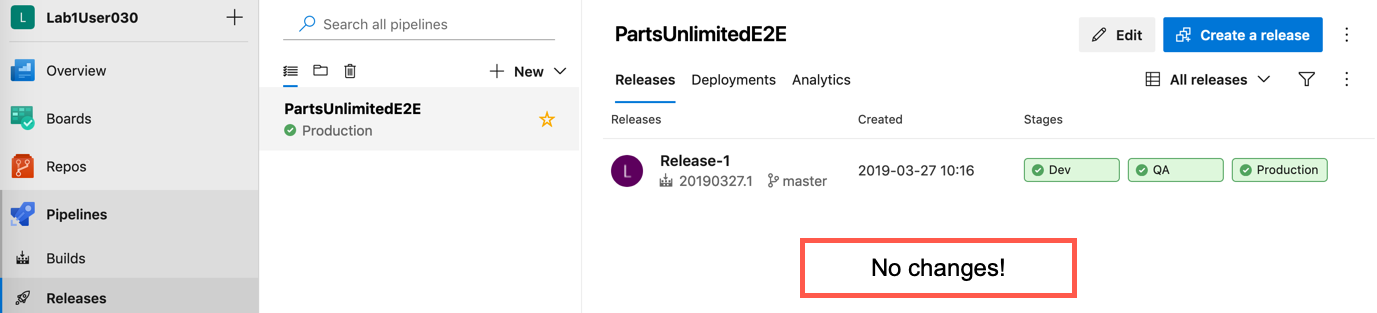 L Lab1User030
Overview
Boards
Repos
Pipelines
Builds
Releases
Search all pipelines
New
PartsUnlimitedE2E
Production
PartsUnlimitedE2E
Edit
Create a release
Releases Deployments Analytics
All releases
Releases Created Stages
L Release-1
20190327.1 master
2019-03-27 10:16
Dev QA Production
No changes!